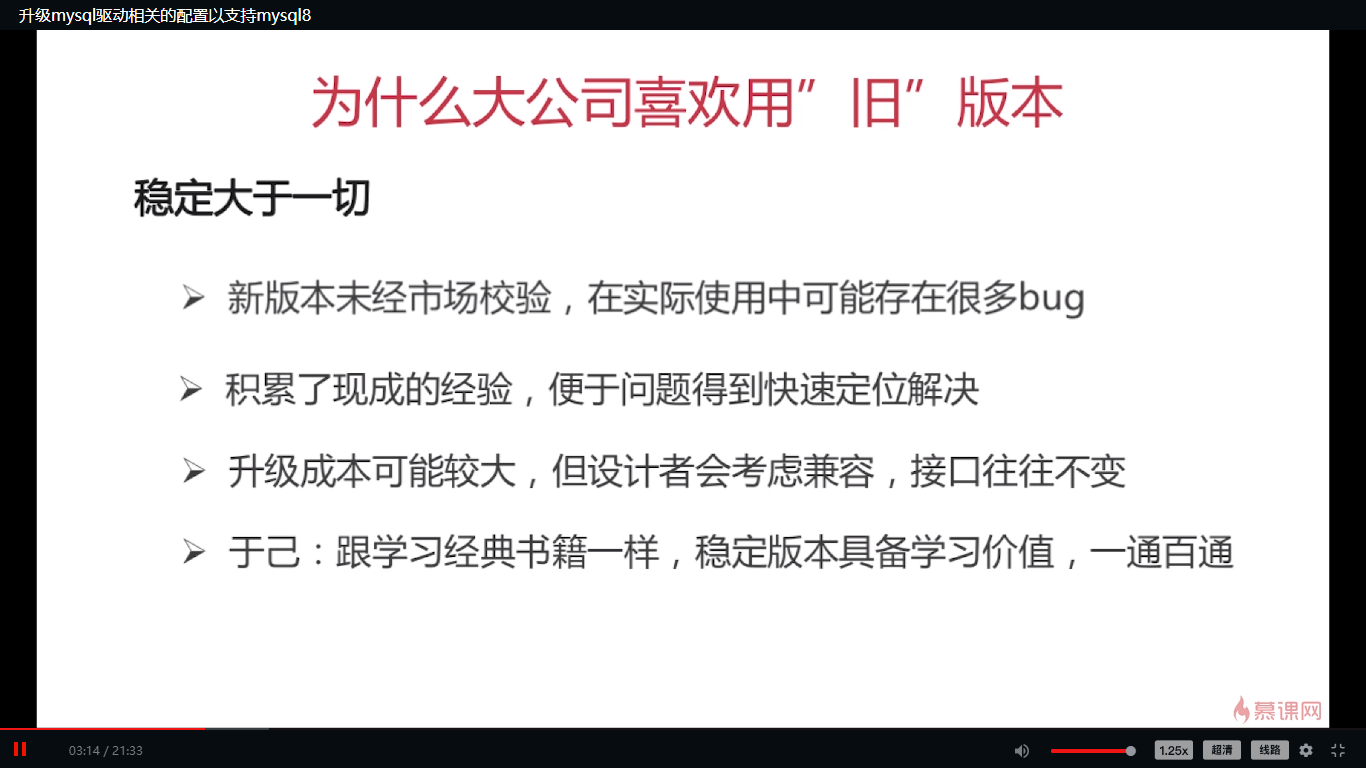 升级mysql驱动相关的配置以支持mysql8
为什么大公司喜欢用”旧”版本
稳定大于一切
新版本未经市场校验，在实际使用中可能存在很多bug
积累了现成的经验，便于问题得到快速定位解决
升级成本可能较大，但设计者会考虑兼容，接口往往不变
于己：跟学习经典书籍一样，稳定版本具备学习价值，一通百通
慕课网
03:14 / 21:33
1.25x 超清 线路